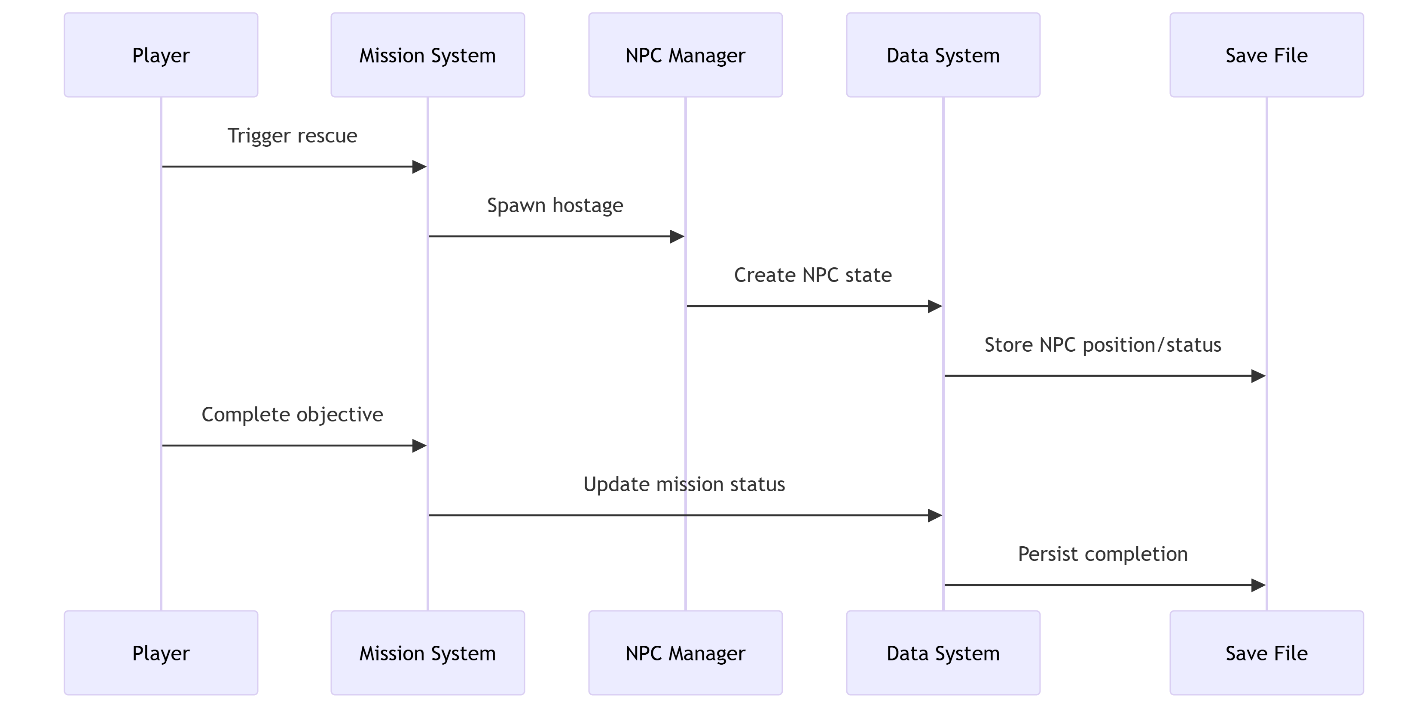 Player
Mission System
NPC Manager
Data System
Save File
Trigger rescue
Spawn hostage
Create NPC state
Store NPC position/status
Complete objective
Update mission status
Persist completion
Player
Mission System
NPC Manager
Data System
Save File